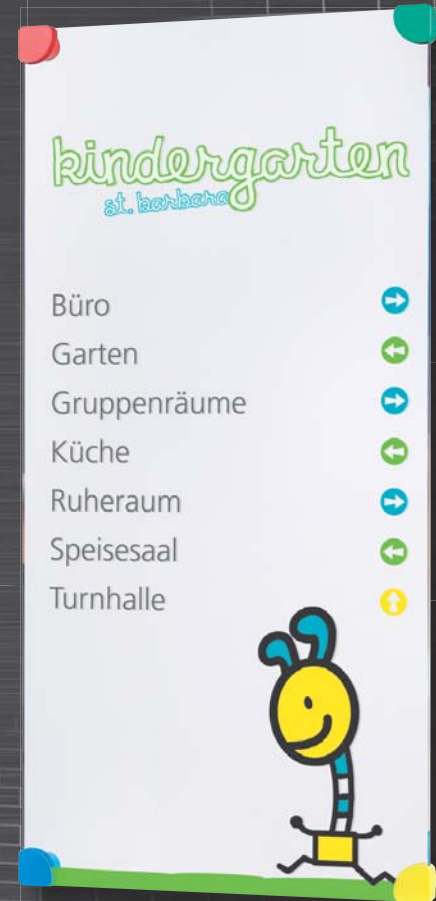 kindergarten
st. barbara
Büro
Garten
Gruppenräume
Küche
Ruheraum
Speisesaal
Turnhalle